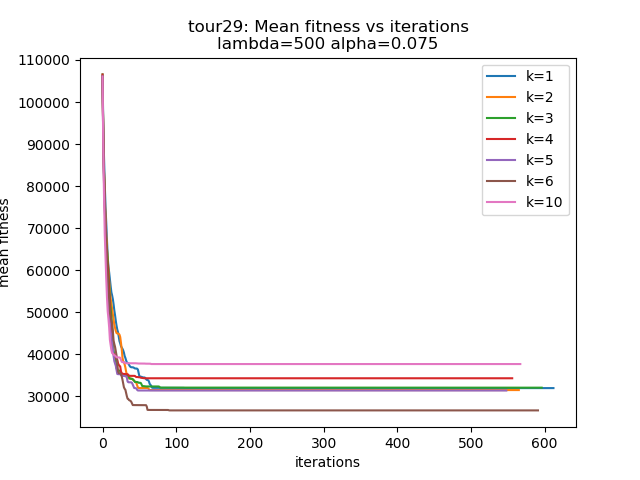 tour29: Mean fitness vs iterations
lambda=500 alpha=0.075
110000
100000
90000
80000
70000
60000
50000
40000
30000
mean fitness
k=1
k=2
k=3
k=4
k=5
k=6
k=10
0
100
200
300
400
500
600
iterations